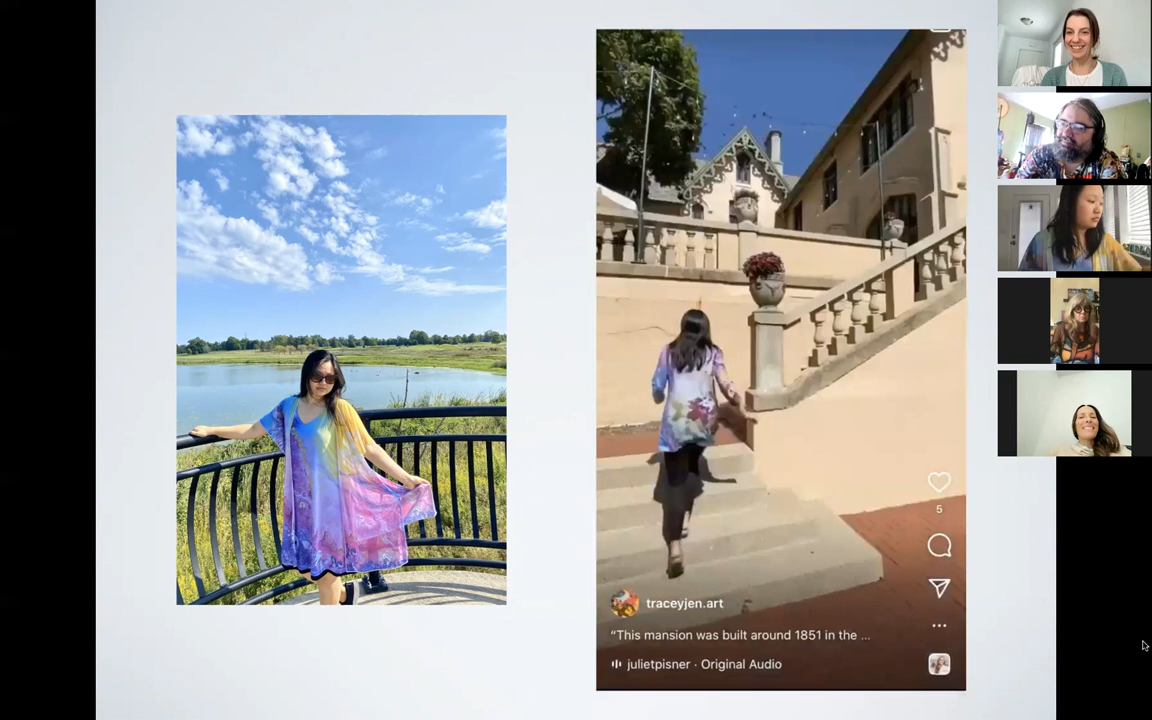 5
traceyjen.art
“This mansion was built around 1851 in the ...
julietpisner · Original Audio